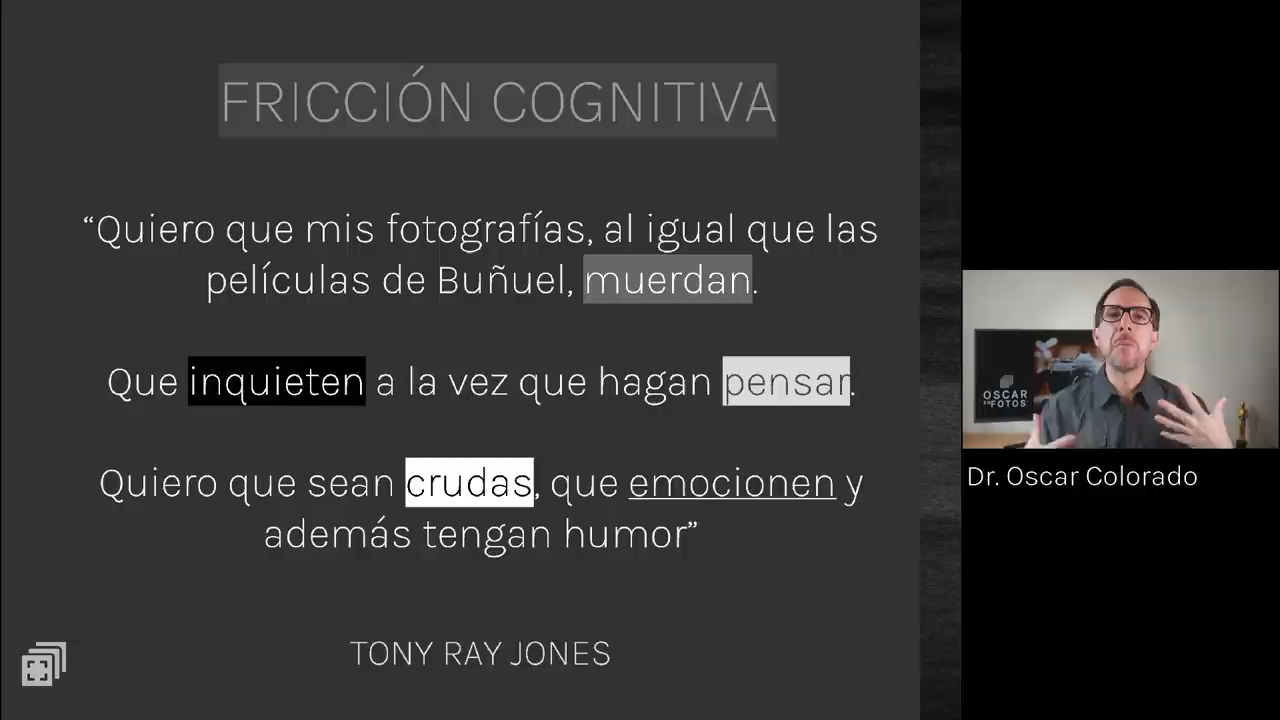 FRICCIÓN COGNITIVA
“Quiero que mis fotografías, al igual que las
películas de Buñuel, muerdan.
Que inquieten a la vez que hagan pensar.
Quiero que sean crudas, que emocionen y
además tengan humor”
TONY RAY JONES
OSCAR
EN FOTOS
Dr. Oscar Colorado